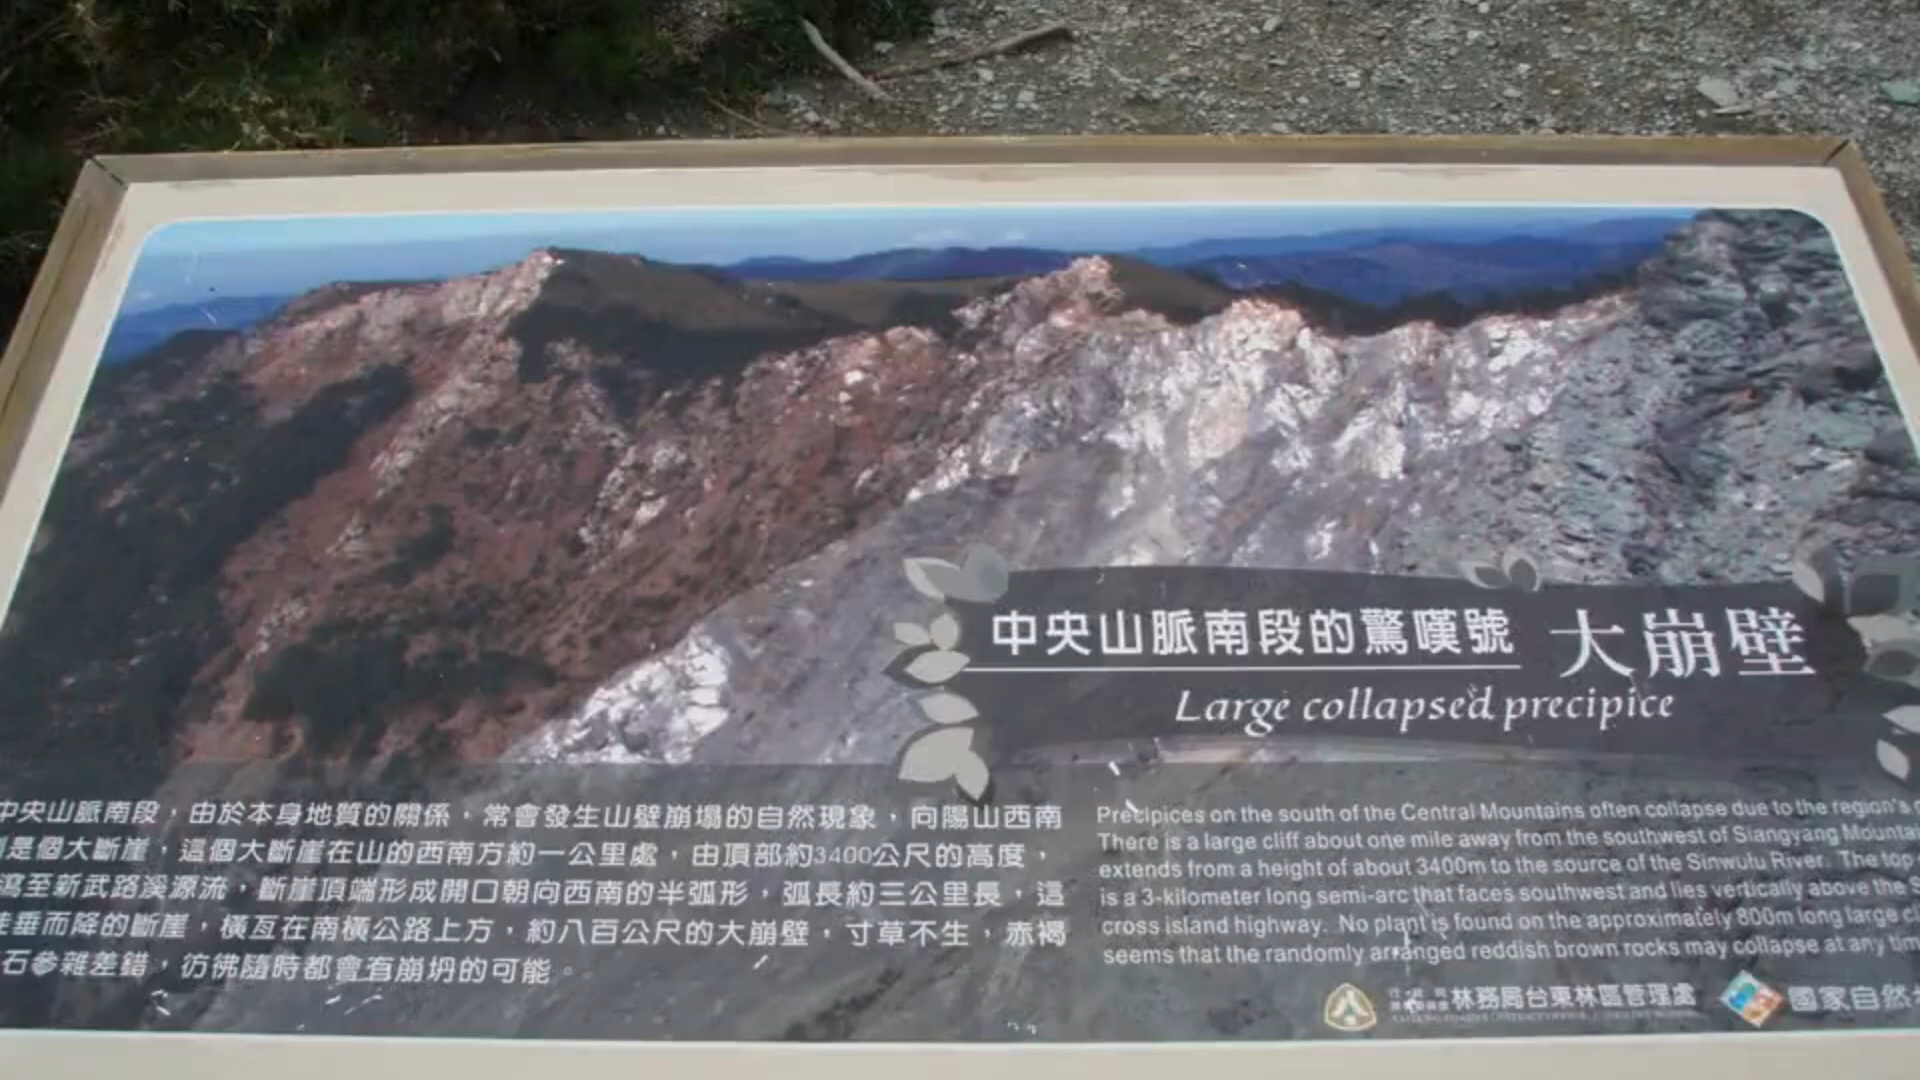 中央山脈南段的驚嘆號 大崩壁
Large collapsed precipice
中央山脈南段，由於本身地質的關係，常會發生山壁崩塌的自然現象，向陽山西南
是個大斷崖，這個大斷崖在山的西南方約一公里處，由頂部約3400公尺的高度，
瀉至新武路溪源流，斷崖頂端形成開口朝向西南的半弧形，弧長約三公里長，這
垂而降的斷崖，橫亙在南橫公路上方，約八百公尺的大崩壁，寸草不生，赤褐
石參雜差錯，彷彿隨時都會有崩坍的可能。
Precipices on the south of the Central Mountains often collapse due to the region's
There is a large cliff about one mile away from the southwest of Siangyang
extends from a height of about 3400m to the source of the Sinwulu River. The top
is a 3-kilometer long semi-arc that faces southwest and lies vertically above the
cross island highway. No plant is found on the approximately 800m long large
seems that the randomly arranged reddish brown rocks may collapse at any
林務局台東林區管理處
國家自然